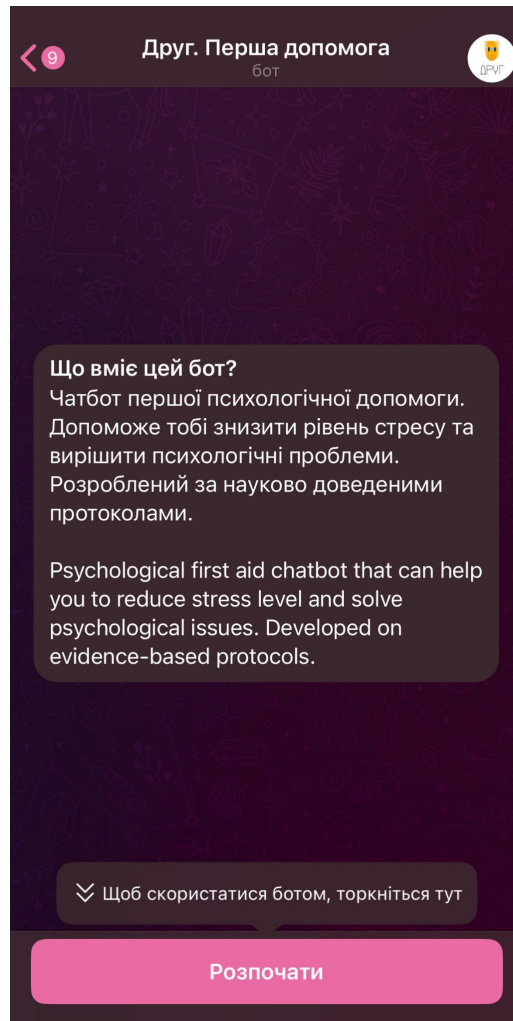 9
Друг. Перша допомога
бот
ДРУГ
Що вміє цей бот?
Чатбот першої психологічної допомоги.
Допоможе тобі знизити рівень стресу та
вирішити психологічні проблеми.
Розроблений за науково доведеними
протоколами.
Psychological first aid chatbot that can help
you to reduce stress level and solve
psychological issues. Developed on
evidence-based protocols.
Щоб скористатися ботом, торкніться тут
Розпочати